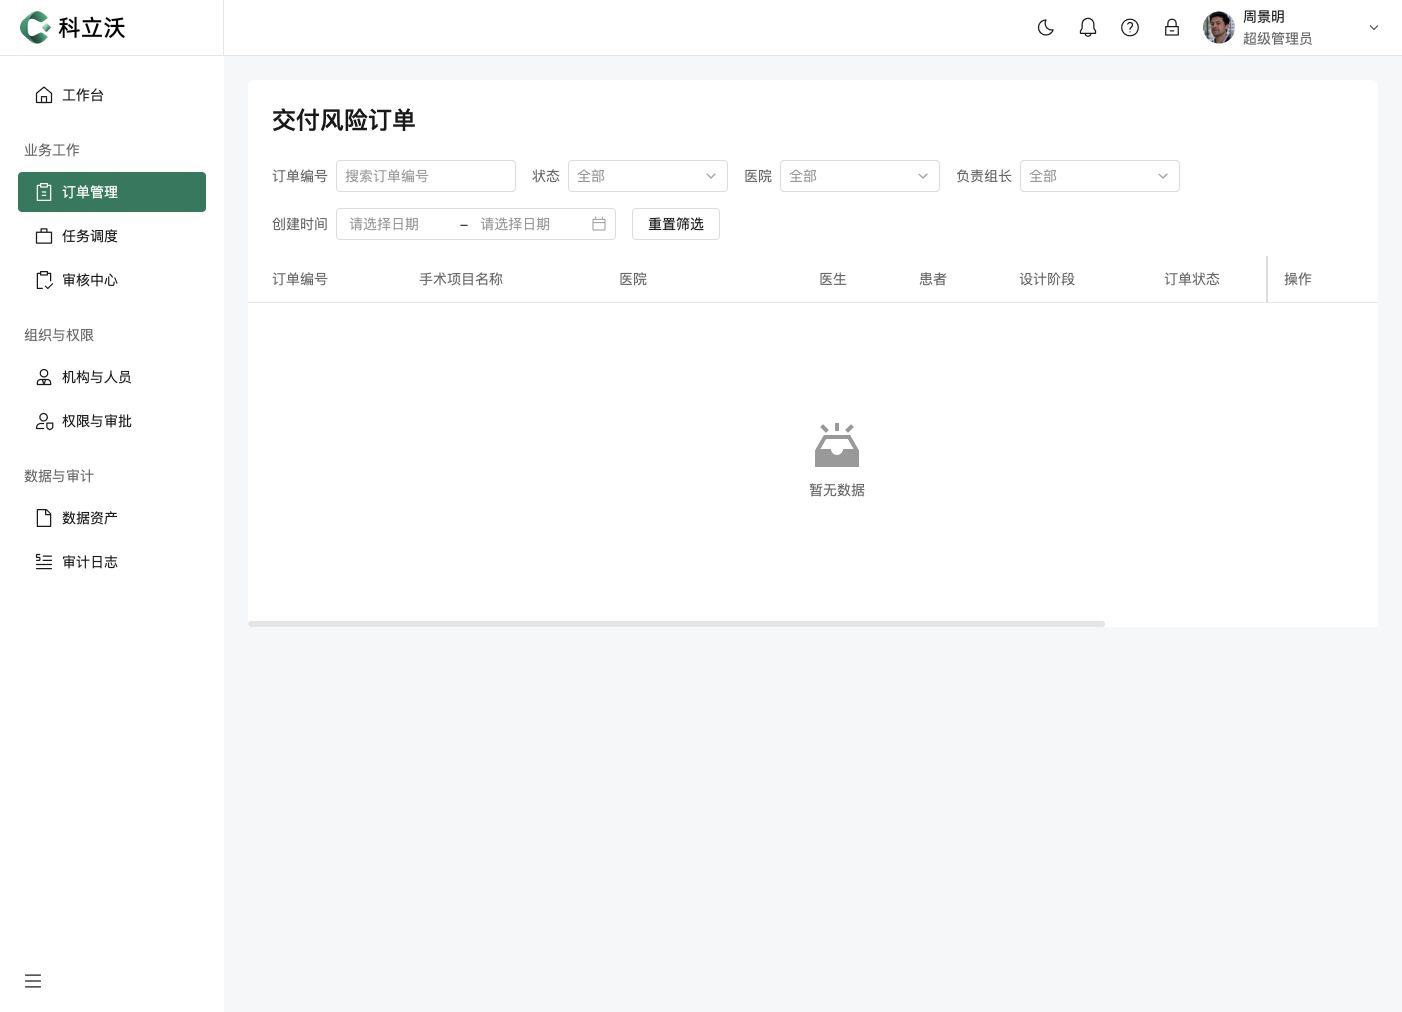 科立沃
周景明
超级管理员
工作台
业务工作
订单管理
任务调度
审核中心
组织与权限
机构与人员
权限与审批
数据与审计
数据资产
审计日志
交付风险订单
订单编号 搜索订单编号 状态 全部 医院 全部 负责组长 全部
创建时间 请选择日期 – 请选择日期 重置筛选
订单编号 手术项目名称 医院 医生 患者 设计阶段 订单状态 操作
暂无数据